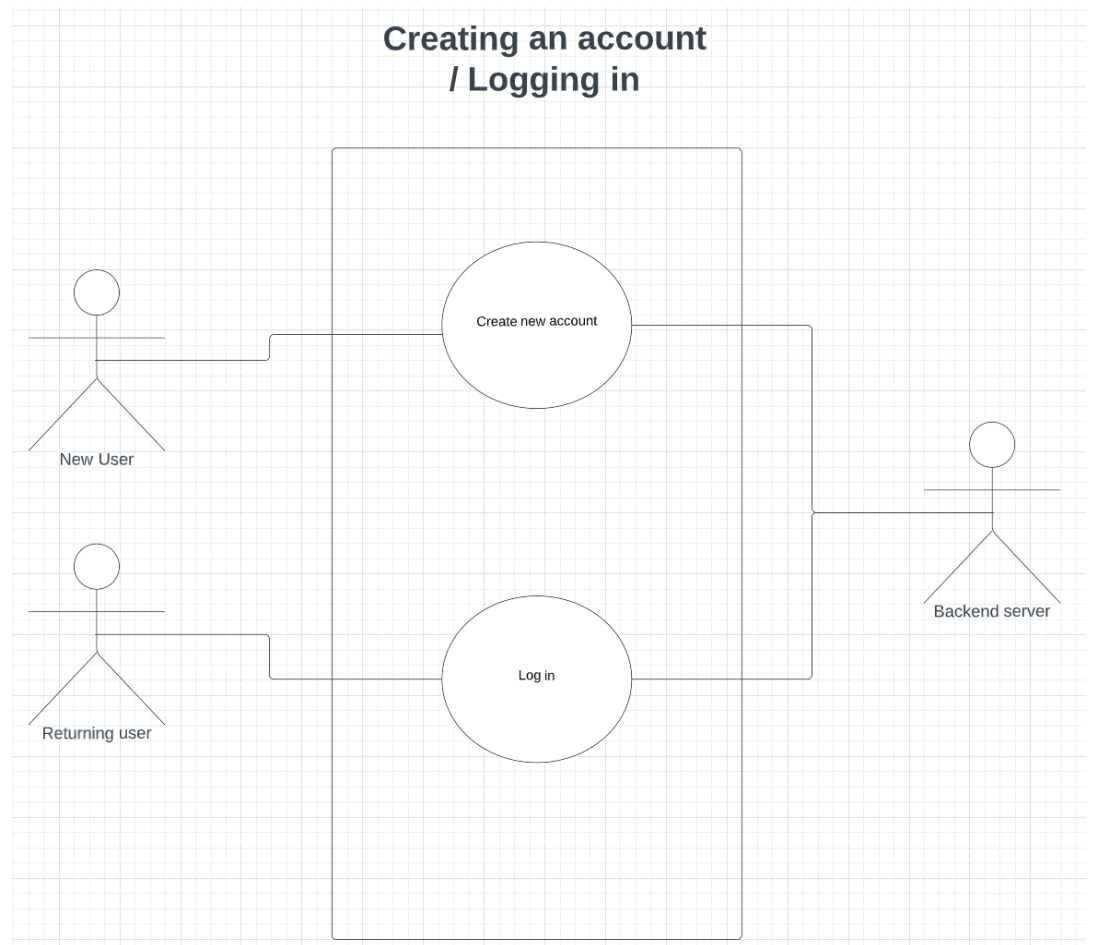 Creating an account
/ Logging in
Create new account
New User
Backend server
Log in
Returning user